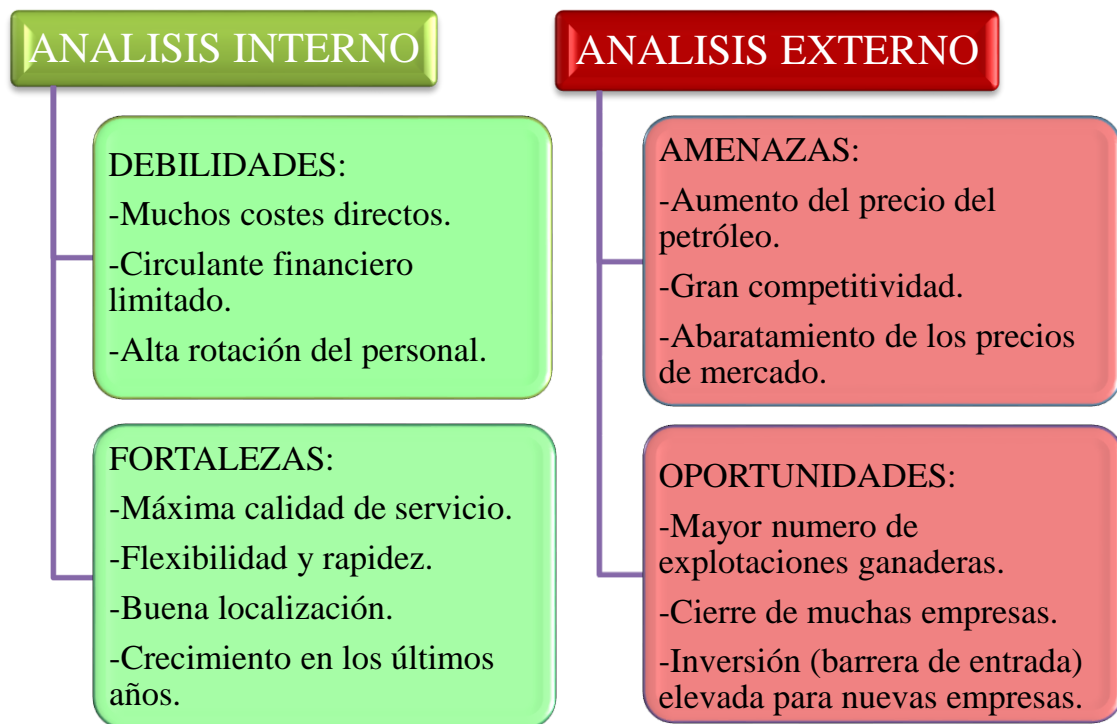 ANALISIS INTERNO
DEBILIDADES:
-Muchos costes directos.
-Circulante financiero
limitado.
-Alta rotación del personal.
FORTALEZAS:
-Máxima calidad de servicio.
-Flexibilidad y rapidez.
-Buena localización.
-Crecimiento en los últimos
años.
ANALISIS EXTERNO
AMENAZAS:
-Aumento del precio del
petróleo.
-Gran competitividad.
-Abaratamiento de los precios
de mercado.
OPORTUNIDADES:
-Mayor numero de
explotaciones ganaderas.
-Cierre de muchas empresas.
-Inversión (barrera de entrada)
elevada para nuevas empresas.